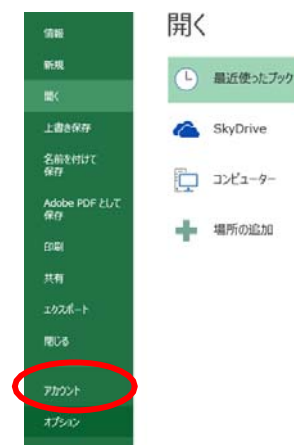 情報
新規
開く
上書き保存
名前を付けて
保存
Adobe PDF として
保存
印刷
共有
エクスポート
閉じる
アカウント
オプション
開く
最近使ったブック
SkyDrive
コンピューター
場所の追加